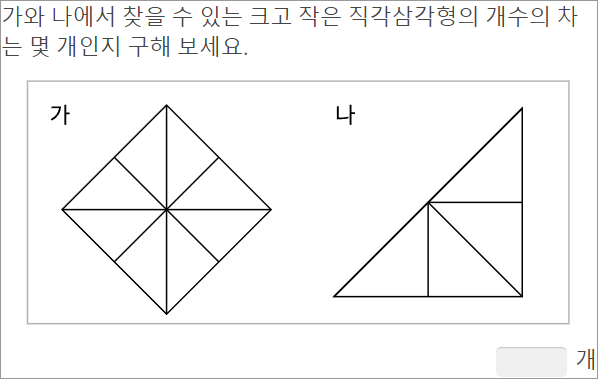 가와 나에서 찾을 수 있는 크고 작은 직각삼각형의 개수의 차
는 몇 개인지 구해 보세요.
가 나
개